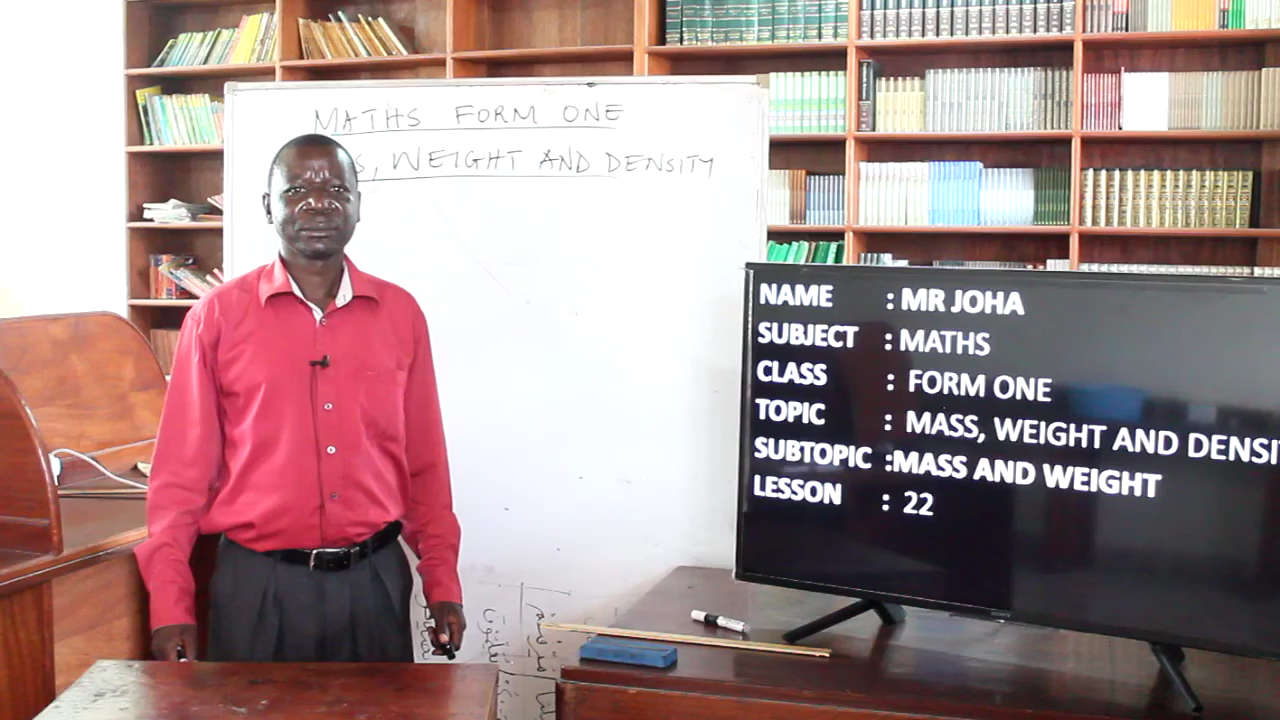 MATHS FORM ONE
S, WEIGHT AND DENSITY
NAME : MR JOHA
SUBJECT : MATHS
CLASS : FORM ONE
TOPIC : MASS, WEIGHT AND DENSI
SUBTOPIC :MASS AND WEIGHT
LESSON : 22